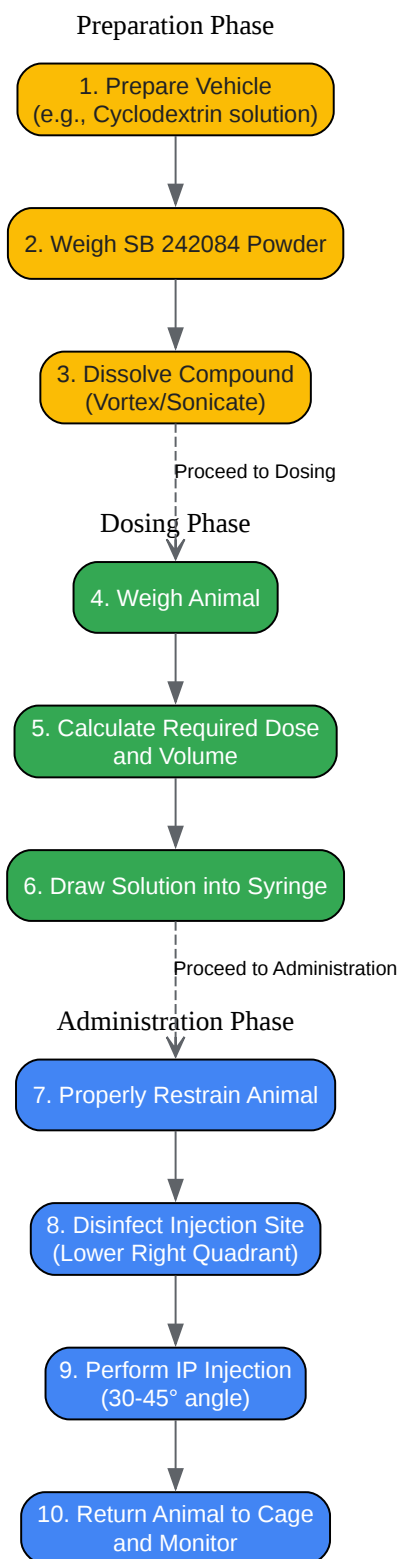 Preparation Phase
1. Prepare Vehicle
(e.g., Cyclodextrin solution)
2. Weigh SB 242084 Powder
3. Dissolve Compound
(Vortex/Sonicate)
Proceed to Dosing
Dosing Phase
4. Weigh Animal
5. Calculate Required Dose
and Volume
6. Draw Solution into Syringe
Proceed to Administration
Administration Phase
7. Properly Restrain Animal
8. Disinfect Injection Site
(Lower Right Quadrant)
9. Perform IP Injection
(30-45° angle)
10. Return Animal to Cage
and Monitor